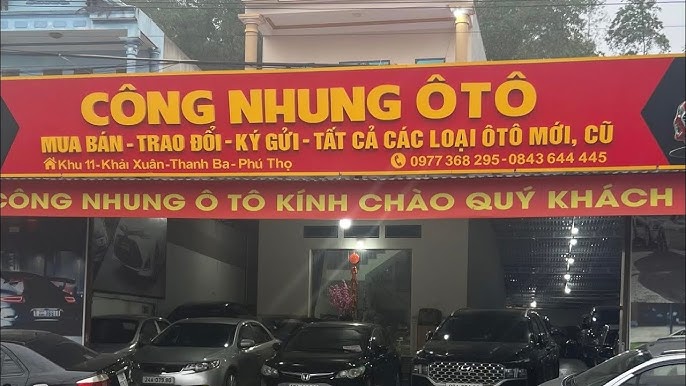 CÔNG NHUNG ÔTÔ
MUA BÁN - TRAO ĐỔI - KÝ GỬI - TẤT CẢ CÁC LOẠI ÔTÔ MỚI, CŨ
Khu 11-Khải Xuân-Thanh Ba-Phú Thọ
0977 368 295-0843 644 445
CÔNG NHUNG Ô TÔ KÍNH CHÀO QUÝ KHÁCH